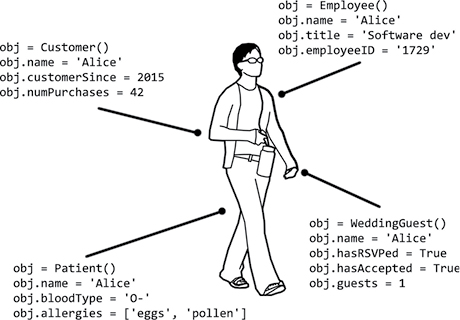 obj = Employee()
obj.name = 'Alice'
obj.title = 'Software dev'
obj.employeeID = '1729'
obj = Customer()
obj.name = 'Alice'
obj.customerSince = 2015
obj.numPurchases = 42
obj = WeddingGuest()
obj.name = 'Alice'
obj.hasRSVPed = True
obj.hasAccepted = True
obj.guests = 1
obj = Patient()
obj.name = 'Alice'
obj.bloodType = 'O-'
obj.allergies = ['eggs', 'pollen']